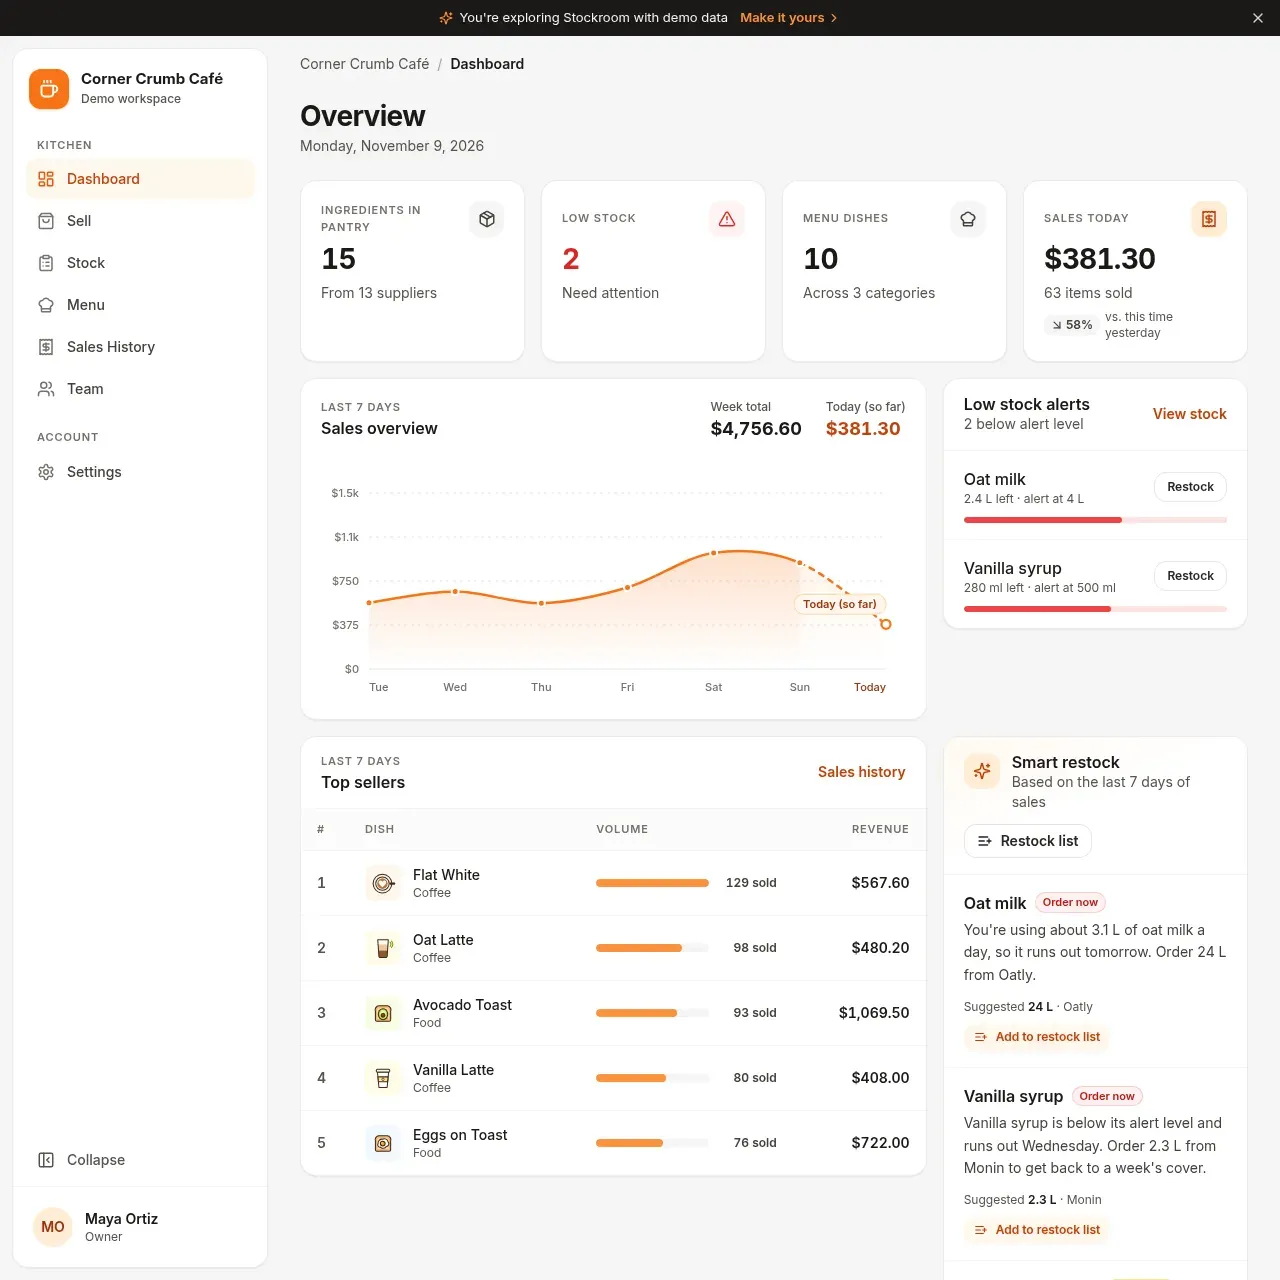 You're exploring Stockroom with demo data Make it yours
Corner Crumb Café
Demo workspace
KITCHEN
Dashboard
Sell
Stock
Menu
Sales History
Team
ACCOUNT
Settings
Collapse
MO
Maya Ortiz
Owner
Corner Crumb Café / Dashboard
Overview
Monday, November 9, 2026
INGREDIENTS IN
PANTRY
15
From 13 suppliers
LOW STOCK
2
Need attention
MENU DISHES
10
Across 3 categories
SALES TODAY
$381.30
63 items sold
58% vs. this time
yesterday
LAST 7 DAYS
Sales overview
Week total
$4,756.60
Today (so far)
$381.30
$1.5k
$1.1k
$750
$375
$0
Today (so far)
Tue Wed Thu Fri Sat Sun Today
Low stock alerts
2 below alert level
View stock
Oat milk
2.4 L left · alert at 4 L
Restock
Vanilla syrup
280 ml left · alert at 500 ml
Restock
LAST 7 DAYS
Top sellers
Sales history
# DISH VOLUME REVENUE
1 Flat White 129 sold $567.60
Coffee
2 Oat Latte 98 sold $480.20
Coffee
3 Avocado Toast 93 sold $1,069.50
Food
4 Vanilla Latte 80 sold $408.00
Coffee
5 Eggs on Toast 76 sold $722.00
Food
Smart restock
Based on the last 7 days of
sales
Restock list
Oat milk Order now
You're using about 3.1 L of oat milk a
day, so it runs out tomorrow. Order 24 L
from Oatly.
Suggested 24 L · Oatly
Add to restock list
Vanilla syrup Order now
Vanilla syrup is below its alert level and
runs out Wednesday. Order 2.3 L from
Monin to get back to a week's cover.
Suggested 2.3 L · Monin
Add to restock list